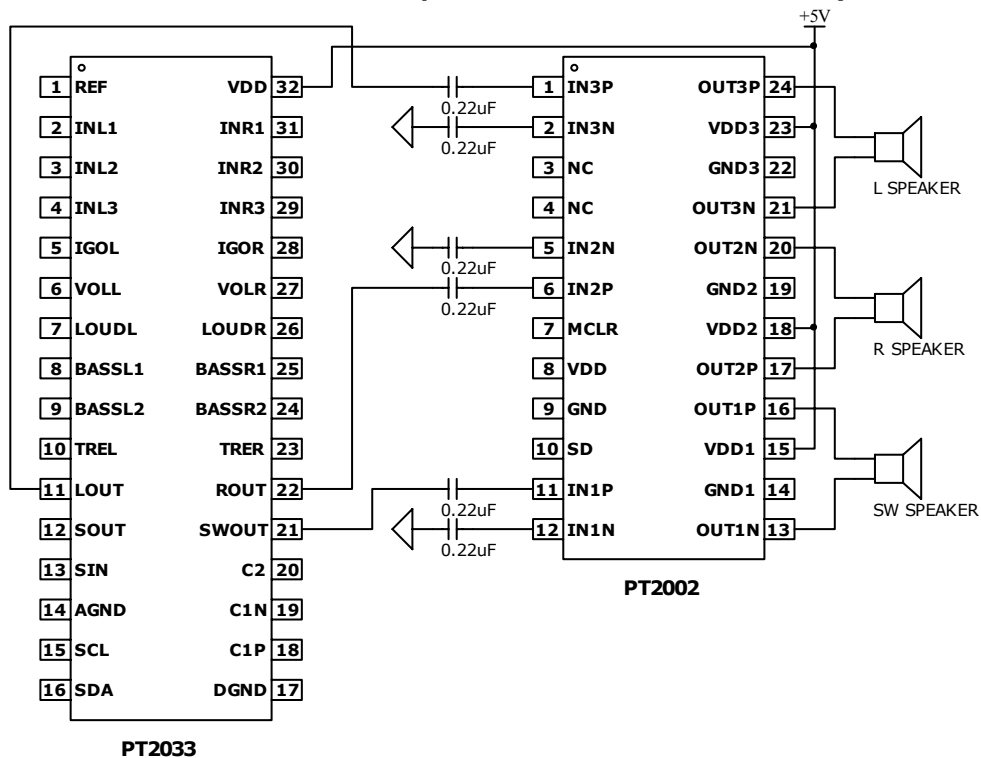 +5V
1 REF VDD 32
2 INL1 INR1 31
3 INL2 INR2 30
4 INL3 INR3 29
5 IGOL IGOR 28
6 VOLL VOLR 27
7 LOUDL LOUDR 26
8 BASSL1 BASSR1 25
9 BASSL2 BASSR2 24
10 TREL TRER 23
11 LOUT ROUT 22
12 SOUT SWOUT 21
13 SIN C2 20
14 AGND C1N 19
15 SCL C1P 18
16 SDA DGND 17
PT2033
0.22uF
0.22uF
0.22uF
0.22uF
0.22uF
0.22uF
1 IN3P OUT3P 24
2 IN3N VDD3 23
3 NC GND3 22
4 NC OUT3N 21
5 IN2N OUT2N 20
6 IN2P GND2 19
7 MCLR VDD2 18
8 VDD OUT2P 17
9 GND OUT1P 16
10 SD VDD1 15
11 IN1P GND1 14
12 IN1N OUT1N 13
PT2002
L SPEAKER
R SPEAKER
SW SPEAKER